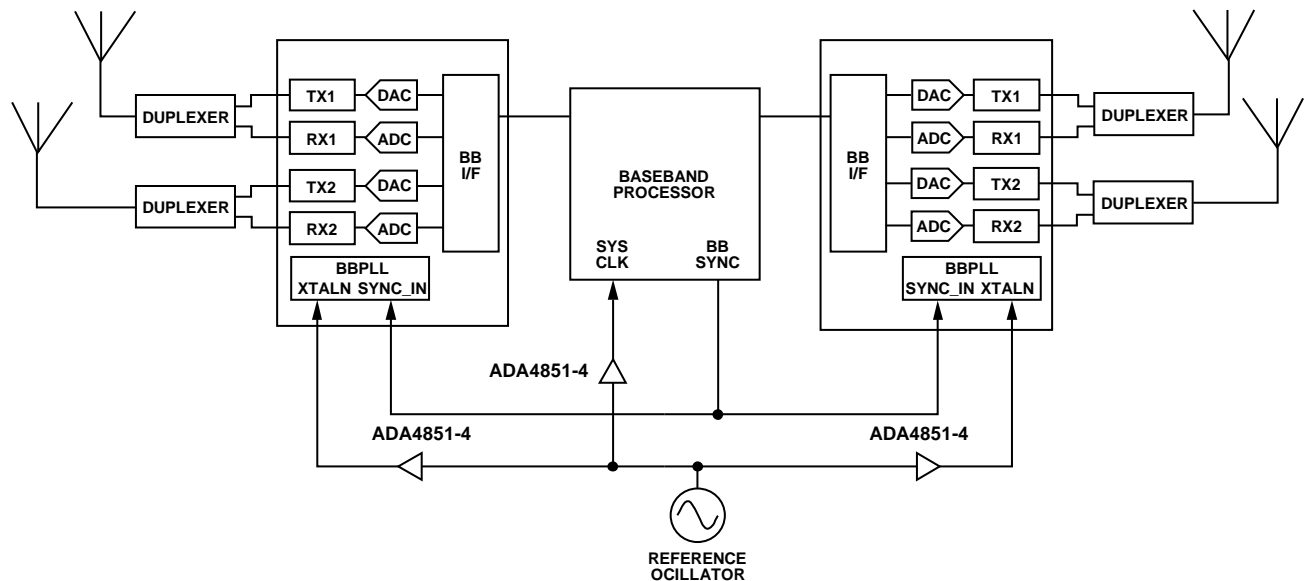 DUPLEXER
DUPLEXER
TX1
DAC
RX1
ADC
TX2
DAC
RX2
ADC
BB
I/F
BBPLL
XTALN SYNC_IN
BASEBAND
PROCESSOR
SYS
CLK
BB
SYNC
BB
I/F
DAC
TX1
ADC
RX1
DAC
TX2
ADC
RX2
BBPLL
SYNC_IN XTALN
DUPLEXER
DUPLEXER
ADA4851-4
ADA4851-4
ADA4851-4
REFERENCE
OCILLATOR